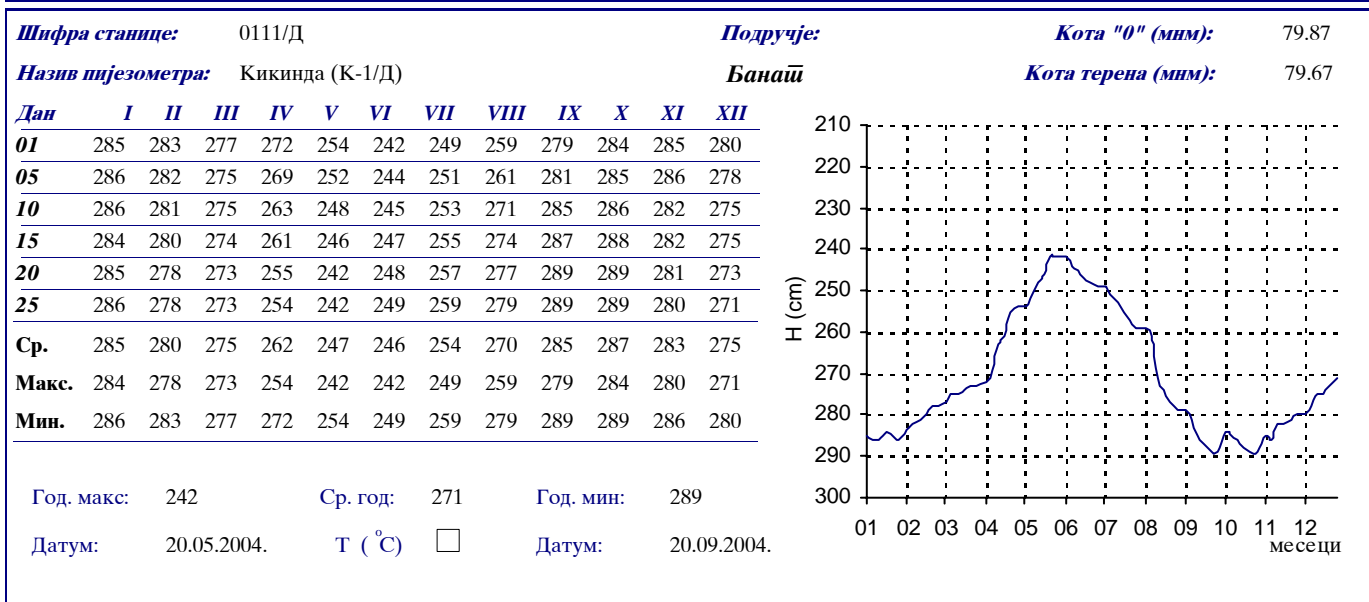 Шифра станице: 0111/Д Подручје: Кота "0" (мнм): 79.87
Назив пијезометра: Кикинда (К-1/Д) Банат Кота терена (мнм): 79.67
Дан I II III IV V VI VII VIII IX X XI XII
01 285 283 277 272 254 242 249 259 279 284 285 280
05 286 282 275 269 252 244 251 261 281 285 286 278
10 286 281 275 263 248 245 253 271 285 286 282 275
15 284 280 274 261 246 247 255 274 287 288 282 275
20 285 278 273 255 242 248 257 277 289 289 281 273
25 286 278 273 254 242 249 259 279 289 289 280 271
Ср. 285 280 275 262 247 246 254 270 285 287 283 275
Макс. 284 278 273 254 242 242 249 259 279 284 280 271
Мин. 286 283 277 272 254 249 259 279 289 289 286 280
Год. макс: 242 Ср. год: 271 Год. мин: 289
Датум: 20.05.2004. Т (°C) Датум: 20.09.2004.
H (cm)
210
220
230
240
250
260
270
280
290
300
01 02 03 04 05 06 07 08 09 10 11 12
месеци